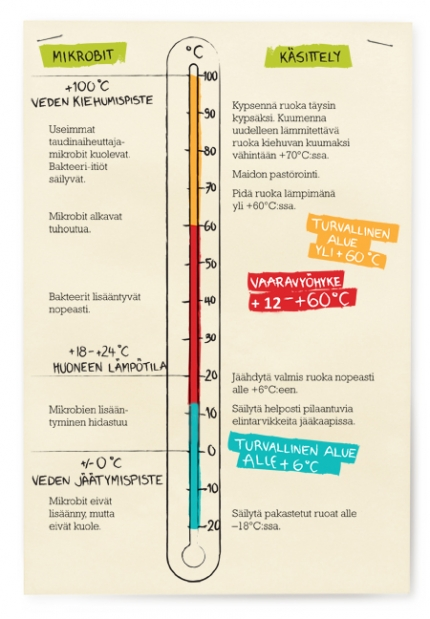 MIKROBIT
°C
KÄSITTELY
+100°C
VEDEN KIEHUMISPISTE
Useimmat
taudinaiheuttaja-
mikrobit kuolevat.
Bakteeri-itiöt
säilyvät.
Mikrobit alkavat
tuhoutua.
Bakteerit lisääntyvät
nopeasti.
+18-+24°C
HUONEEN LÄMPÖTILA
Mikrobien lisään-
tyminen hidastuu
+/- 0°C
VEDEN JÄÄTYMISPISTE
Mikrobit eivät
lisäänny, mutta
eivät kuole.
100
90
80
70
60
50
40
30
20
10
0
-10
-20
Kypsennä ruoka täysin
kypsäksi. Kuumenna
uudelleen lämmitettävä
ruoka kiehuvan kuumaksi
vähintään +70°C:ssa.
Maidon pastörointi.
Pidä ruoka lämpimänä
yli +60°C:ssa.
TURVALLINEN
ALUE
YLI +60°C
VAARAVYÖHYKE
+12-+60°C
Jäähdytä valmis ruoka nopeasti
alle +6°C:een.
Säilytä helposti pilaantuvia
elintarvikkeita jääkaapissa.
TURVALLINEN ALUE
ALLE +6°C
Säilytä pakastetut ruoat alle
–18°C:ssa.